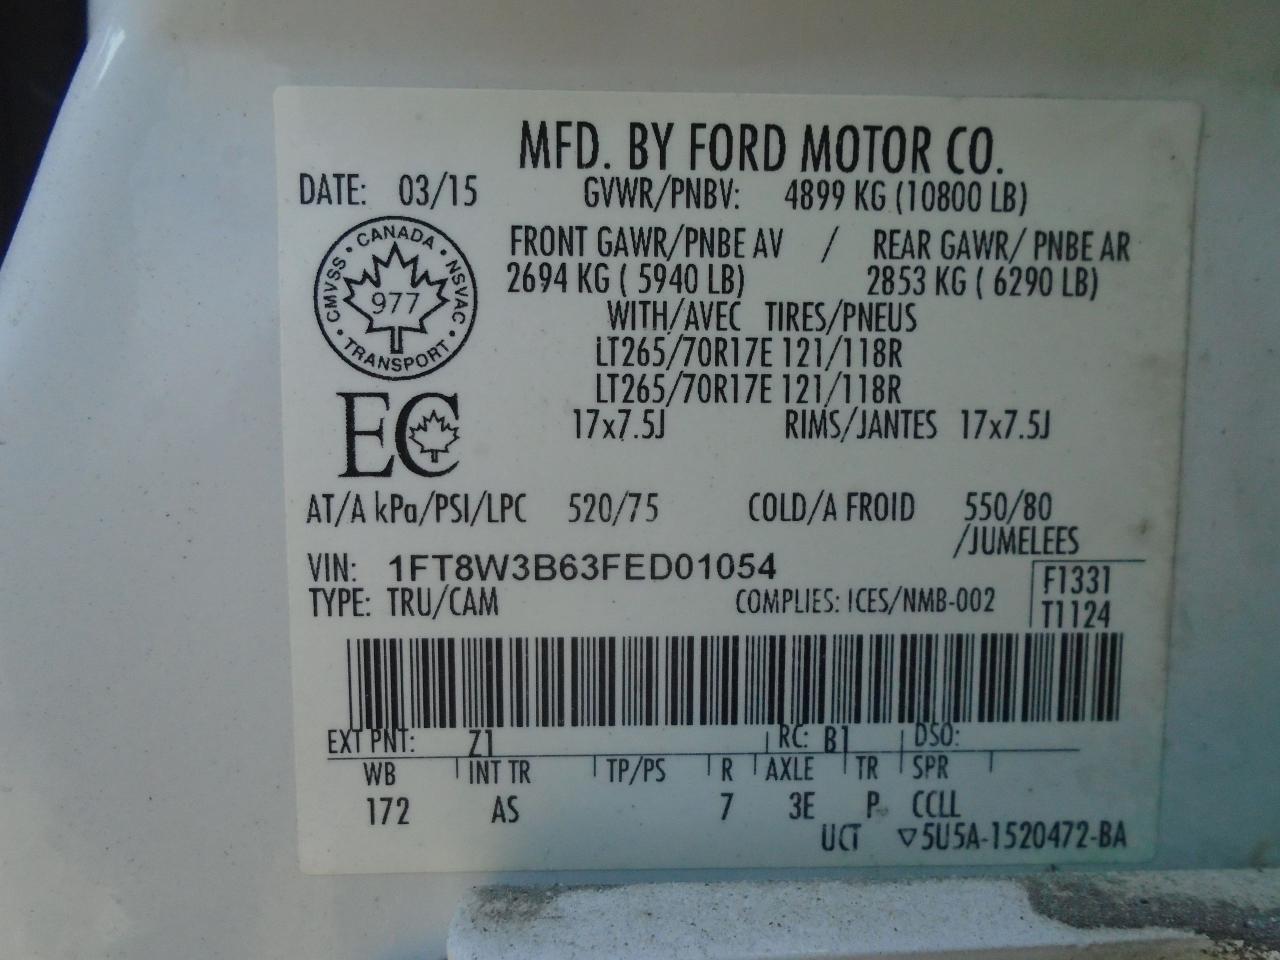 MFD. BY FORD MOTOR CO.
DATE: 03/15 GVWR/PNBV: 4899 KG (10800 LB)
FRONT GAWR/PNBE AV / REAR GAWR/ PNBE AR
2694 KG ( 5940 LB) 2853 KG ( 6290 LB)
WITH/AVEC TIRES/PNEUS
LT265/70R17E 121/118R
LT265/70R17E 121/118R
17x7.5J RIMS/JANTES 17x7.5J
CMVSS • CANADA • NSVAC • TRANSPORT •
977
EC
AT/A kPa/PSI/LPC 520/75 COLD/A FROID 550/80
/JUMELEES
VIN: 1FT8W3B63FED01054
TYPE: TRU/CAM COMPLIES: ICES/NMB-002
F1331
T1124
EXT PNT: Z1 RC: B1 DSO:
WB INT TR TP/PS R AXLE TR SPR
172 AS 7 3E P CCLL
UCT ▽5U5A-1520472-BA